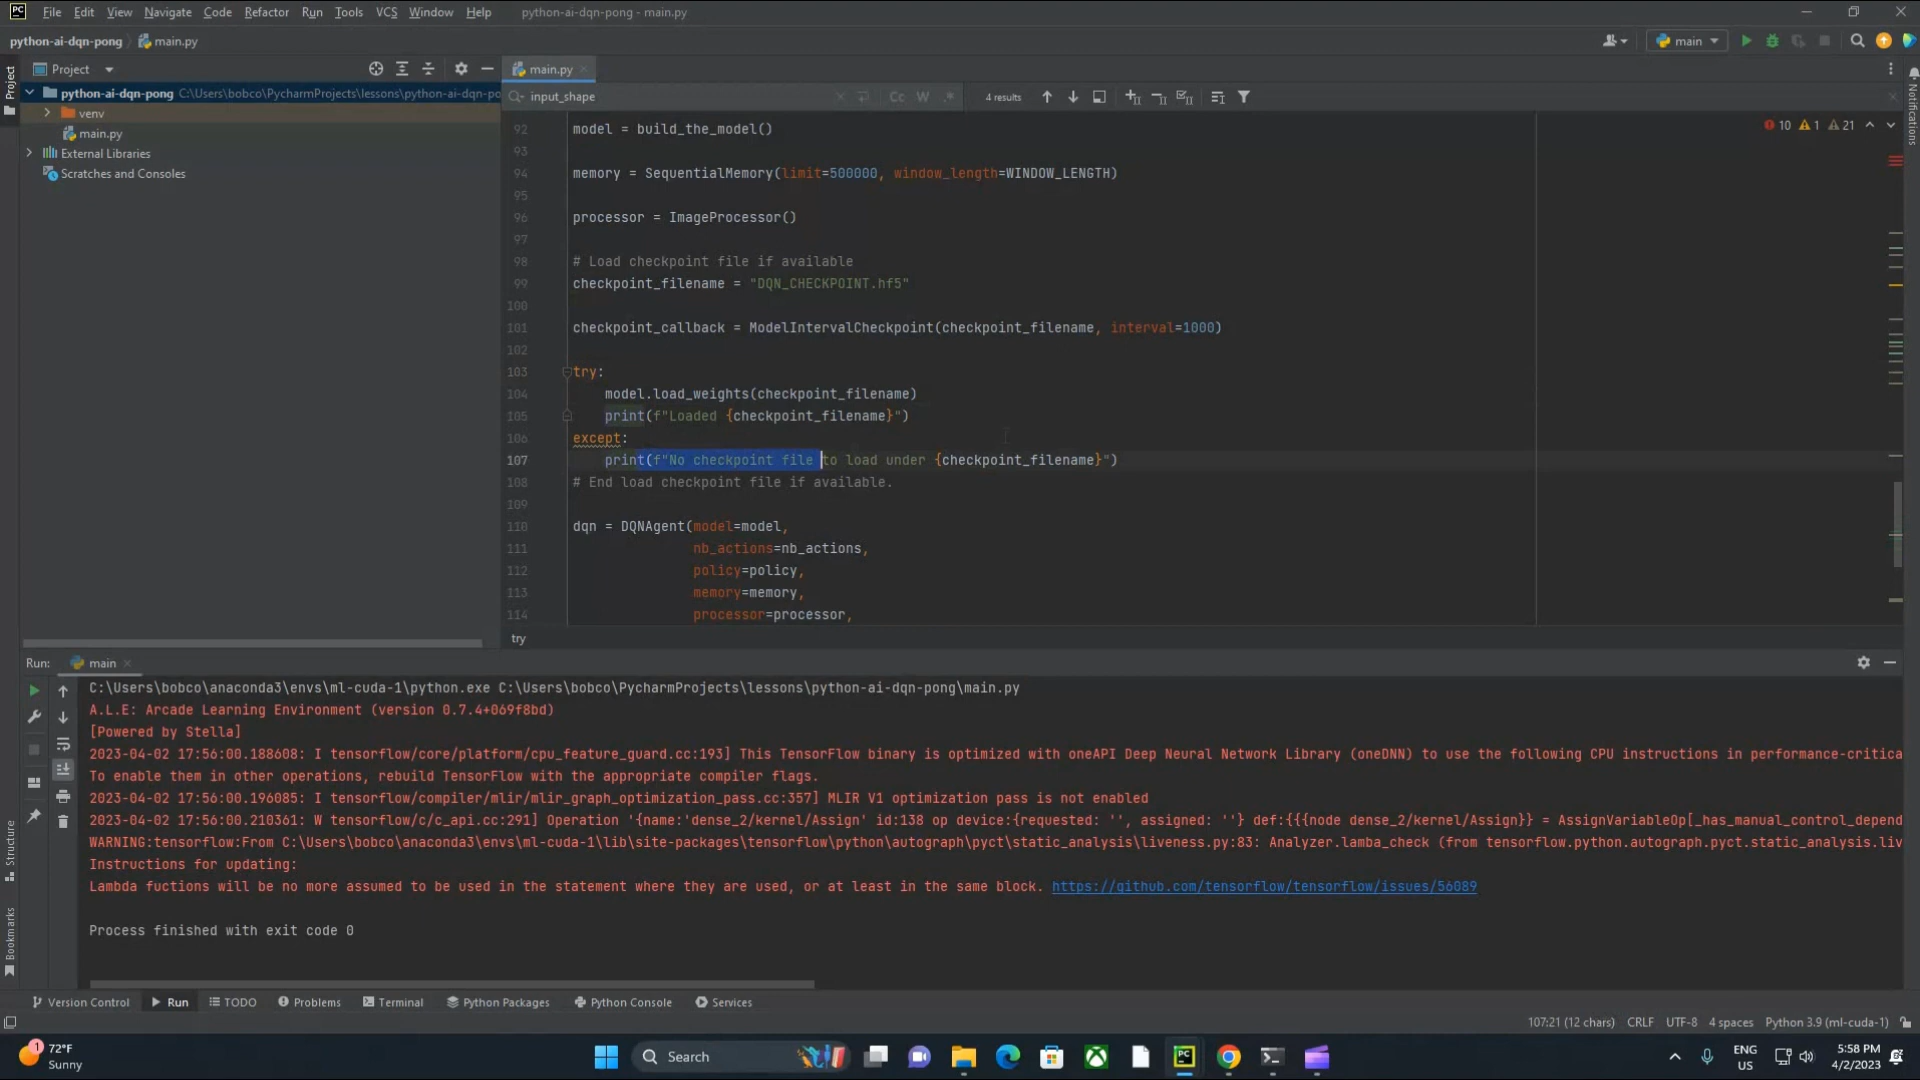 PC File Edit View Navigate Code Refactor Run Tools VCS Window Help python-ai-dqn-pong - main.py
python-ai-dqn-pong main.py main
Project
Project
main.py
Notifications
python-ai-dqn-pong C:\Users\bobco\PycharmProjects\lessons\python-ai-dqn-po
input_shape Cc W .* 4 results
venv
main.py
External Libraries
Scratches and Consoles
10 1 21
92 model = build_the_model()
93
94 memory = SequentialMemory(limit=500000, window_length=WINDOW_LENGTH)
95
96 processor = ImageProcessor()
97
98 # Load checkpoint file if available
99 checkpoint_filename = "DQN_CHECKPOINT.hf5"
100
101 checkpoint_callback = ModelIntervalCheckpoint(checkpoint_filename, interval=1000)
102
103 try:
104 model.load_weights(checkpoint_filename)
105 print(f"Loaded {checkpoint_filename}")
106 except:
107 print(f"No checkpoint file to load under {checkpoint_filename}")
108 # End load checkpoint file if available.
109
110 dqn = DQNAgent(model=model,
111 nb_actions=nb_actions,
112 policy=policy,
113 memory=memory,
114 processor=processor,
try
Run: main
C:\Users\bobco\anaconda3\envs\ml-cuda-1\python.exe C:\Users\bobco\PycharmProjects\lessons\python-ai-dqn-pong\main.py
A.L.E: Arcade Learning Environment (version 0.7.4+069f8bd)
[Powered by Stella]
2023-04-02 17:56:00.188608: I tensorflow/core/platform/cpu_feature_guard.cc:193] This TensorFlow binary is optimized with oneAPI Deep Neural Network Library (oneDNN) to use the following CPU instructions in performance-critica
To enable them in other operations, rebuild TensorFlow with the appropriate compiler flags.
2023-04-02 17:56:00.196085: I tensorflow/compiler/mlir/mlir_graph_optimization_pass.cc:357] MLIR V1 optimization pass is not enabled
2023-04-02 17:56:00.210361: W tensorflow/c/c_api.cc:291] Operation '{name:'dense_2/kernel/Assign' id:138 op device:{requested: '', assigned: ''} def:{{{node dense_2/kernel/Assign}} = AssignVariableOp[_has_manual_control_depend
WARNING:tensorflow:From C:\Users\bobco\anaconda3\envs\ml-cuda-1\lib\site-packages\tensorflow\python\autograph\pyct\static_analysis\liveness.py:83: Analyzer.lamba_check (from tensorflow.python.autograph.pyct.static_analysis.liv
Instructions for updating:
Lambda fuctions will be no more assumed to be used in the statement where they are used, or at least in the same block. https://github.com/tensorflow/tensorflow/issues/56089
Process finished with exit code 0
Structure
Bookmarks
Version Control Run TODO Problems Terminal Python Packages Python Console Services
107:21 (12 chars) CRLF UTF-8 4 spaces Python 3.9 (ml-cuda-1)
1 72°F
Sunny
Search
PC
ENG
US
5:58 PM
4/2/2023